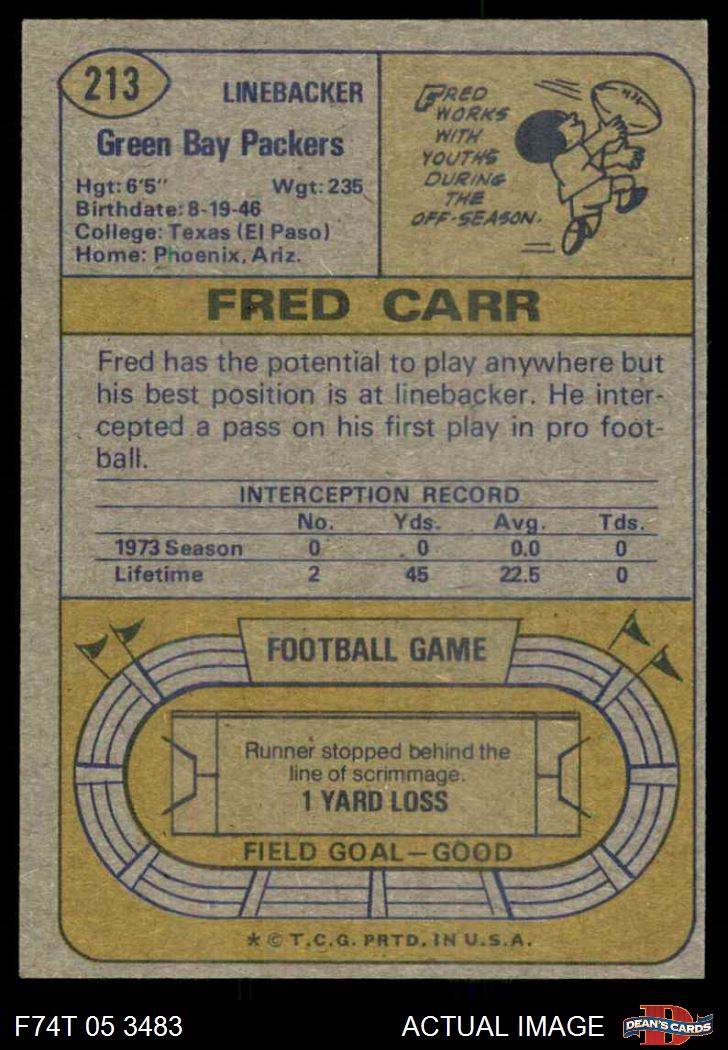 213
LINEBACKER
Green Bay Packers
Hgt: 6'5" Wgt: 235
Birthdate: 8-19-46
College: Texas (El Paso)
Home: Phoenix, Ariz.
FRED
WORKS
WITH
YOUTHS
DURING
THE
OFF-SEASON.
FRED CARR
Fred has the potential to play anywhere but
his best position is at linebacker. He inter-
cepted a pass on his first play in pro foot-
ball.
INTERCEPTION RECORD
No. Yds. Avg. Tds.
1973 Season 0 0 0.0 0
Lifetime 2 45 22.5 0
FOOTBALL GAME
Runner stopped behind the
line of scrimmage.
1 YARD LOSS
FIELD GOAL—GOOD
* © T.C.G. PRTD. IN U.S.A.
F74T 05 3483 ACTUAL IMAGE
D
DEAN'S CARDS